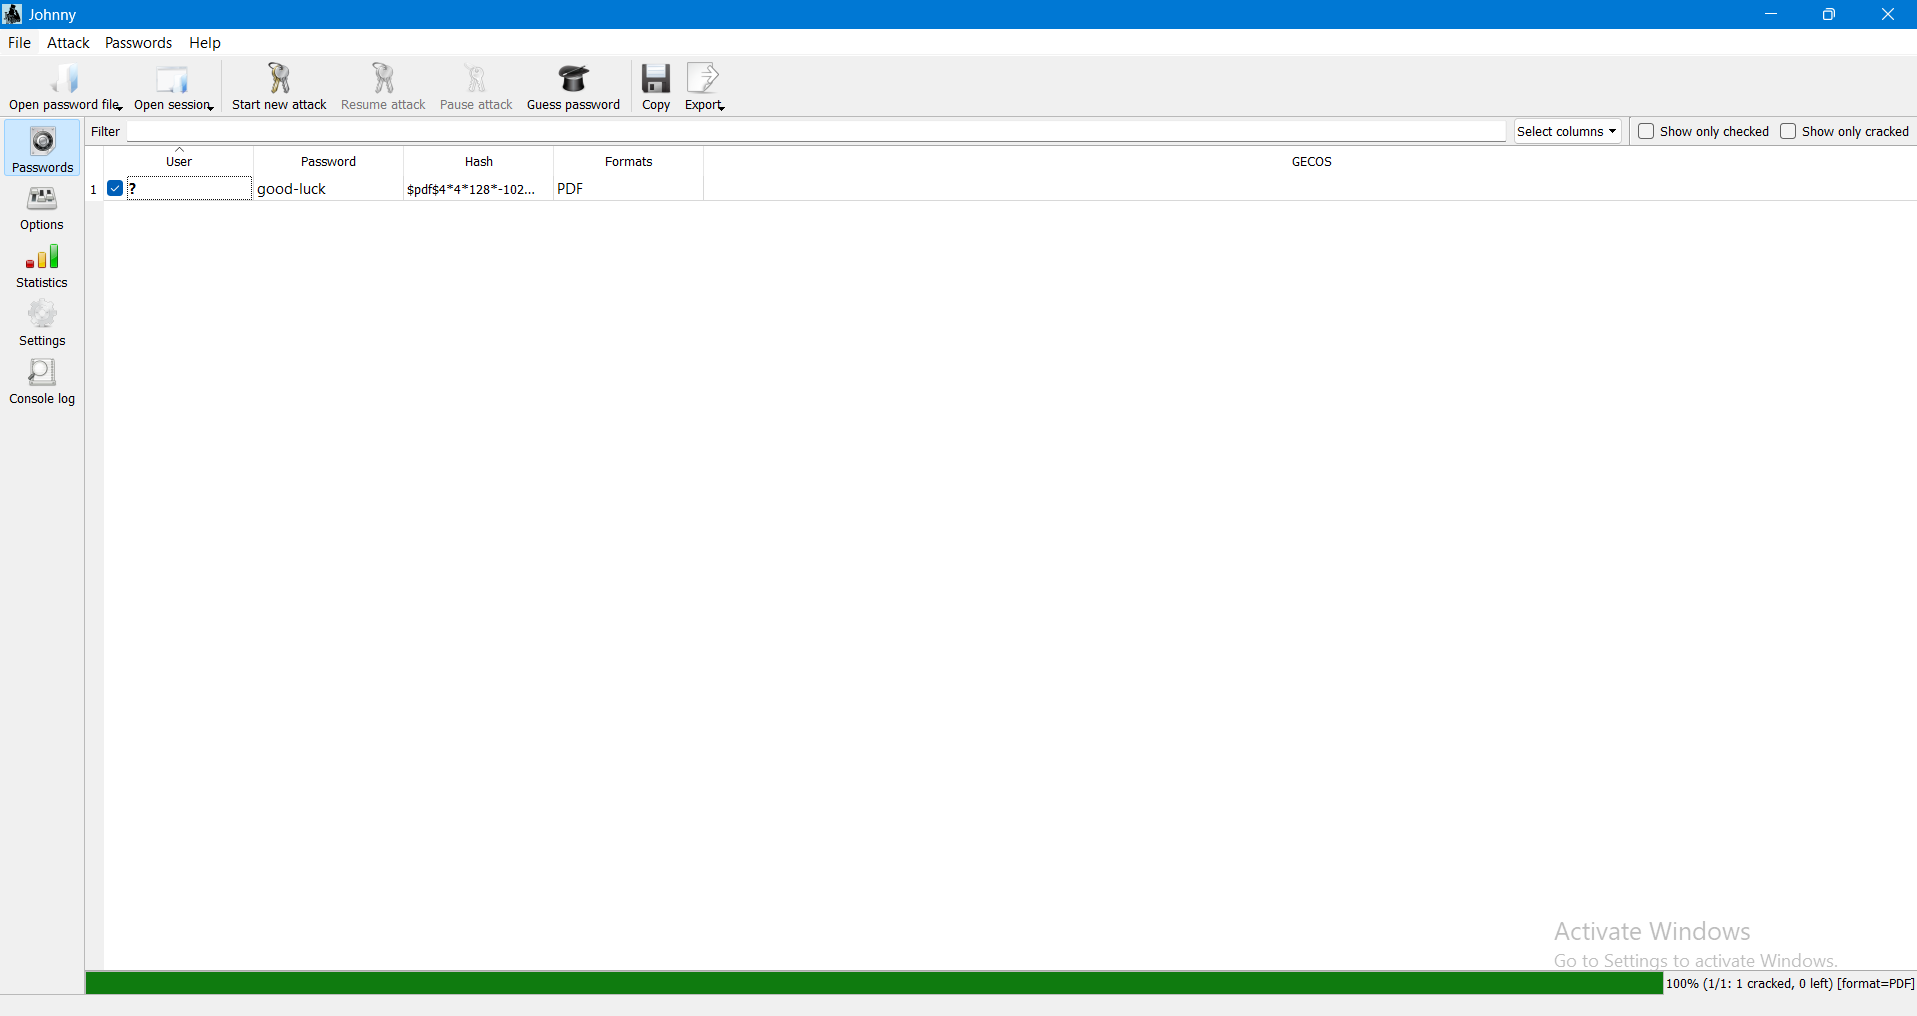 Johnny
File Attack Passwords Help
Open password file Open session Start new attack Resume attack Pause attack Guess password Copy Export
Passwords
Options
Statistics
Settings
Console log
Filter Select columns Show only checked Show only cracked
User Password Hash Formats GECOS
1 ? good-luck $pdf$4*4*128*-102... PDF
Activate Windows
Go to Settings to activate Windows.
100% (1/1: 1 cracked, 0 left) [format=PDF]